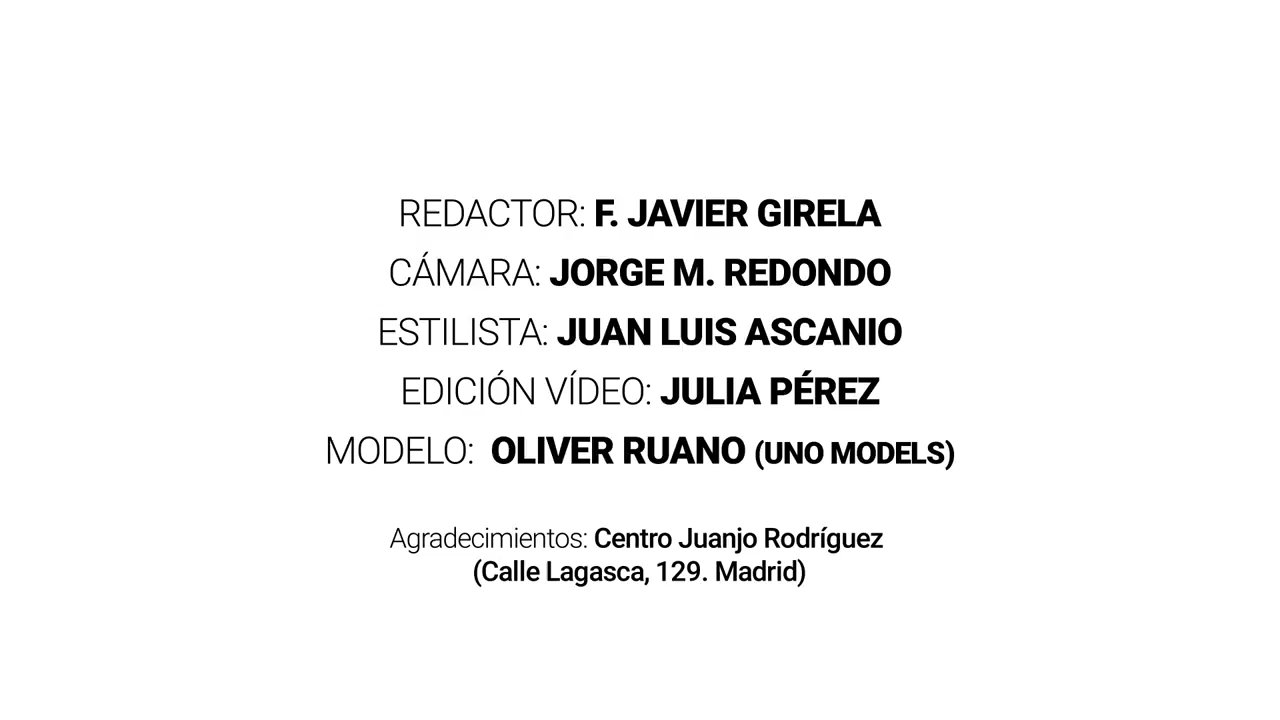 REDACTOR: F. JAVIER GIRELA
CÁMARA: JORGE M. REDONDO
ESTILISTA: JUAN LUIS ASCANIO
EDICIÓN VÍDEO: JULIA PÉREZ
MODELO: OLIVER RUANO (UNO MODELS)
Agradecimientos: Centro Juanjo Rodríguez
(Calle Lagasca, 129. Madrid)